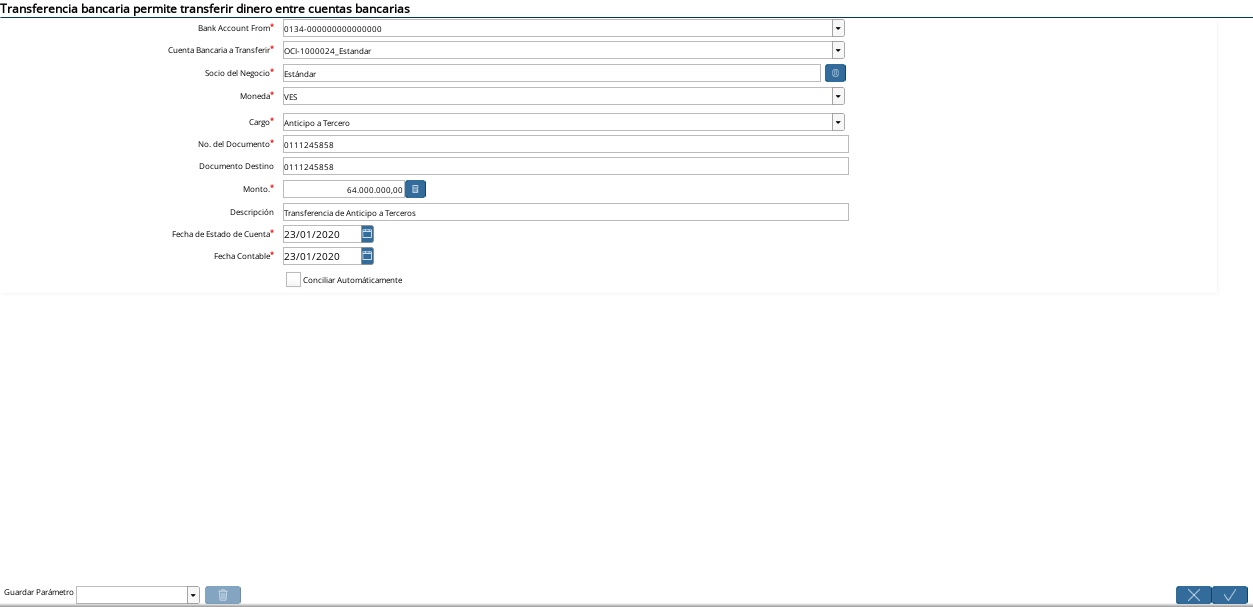 Transferencia bancaria permite transferir dinero entre cuentas bancarias
Bank Account From* 0134-000000000000000
Cuenta Bancaria a Transferir* OCI-1000024_Estandar
Socio del Negocio* Estándar
Moneda* VES
Cargo* Anticipo a Tercero
No. del Documento* 0111245858
Documento Destino 0111245858
Monto.* 64.000.000,00
Descripción Transferencia de Anticipo a Terceros
Fecha de Estado de Cuenta* 23/01/2020
Fecha Contable* 23/01/2020
Conciliar Automáticamente
Guardar Parámetro